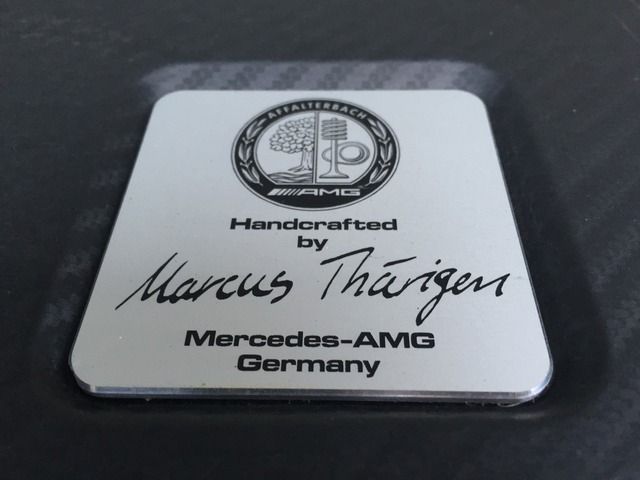 AFFALTERBACH
AMG
Handcrafted
by
Marcus Thärigen
Mercedes-AMG
Germany